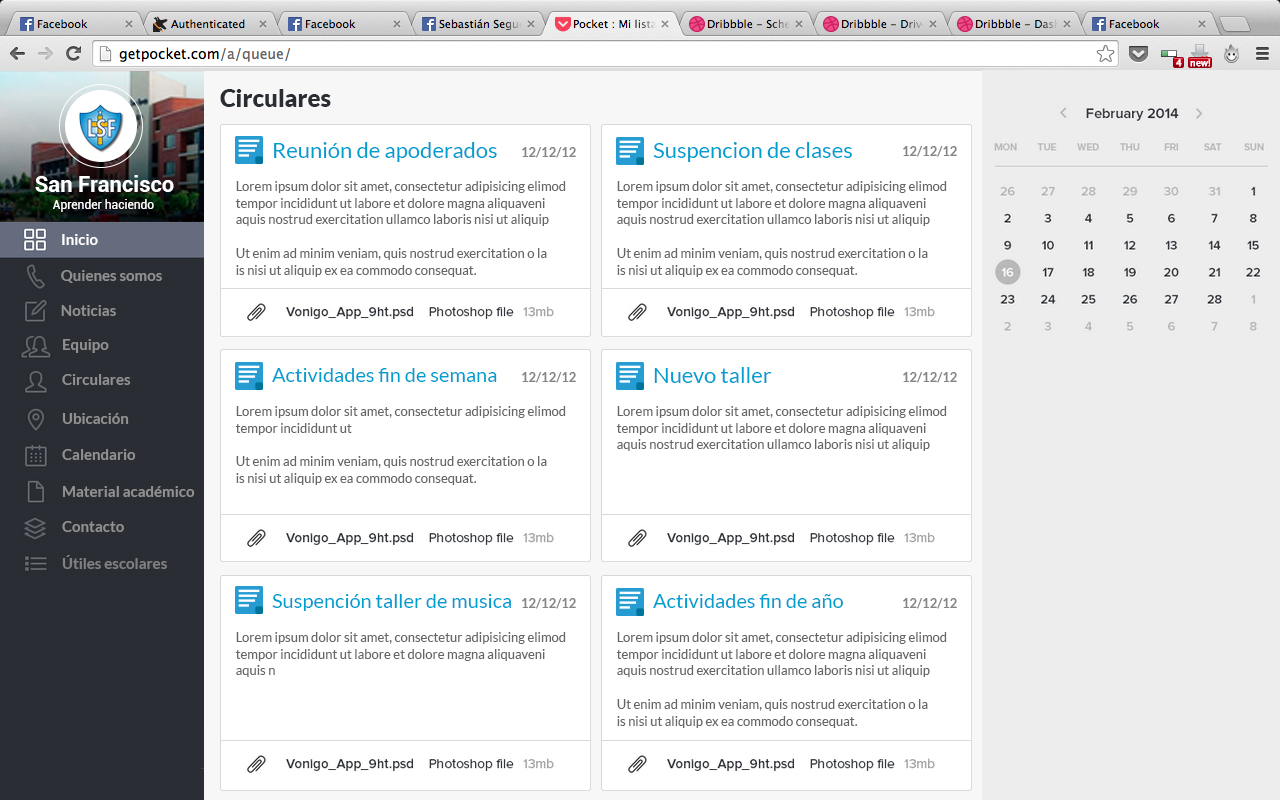 Facebook
Authenticated
Facebook
Sebastián Segu
Pocket : Mi lista
Dribbble – Sche
Dribbble – Driv
Dribbble – Das
Facebook
getpocket.com/a/queue/
4
new!
LSF
San Francisco
Aprender haciendo
Inicio
Quienes somos
Noticias
Equipo
Circulares
Ubicación
Calendario
Material académico
Contacto
Útiles escolares
Circulares
Reunión de apoderados 12/12/12
Lorem ipsum dolor sit amet, consectetur adipisicing elimod
tempor incididunt ut labore et dolore magna aliquaveni
aquis nostrud exercitation ullamco laboris nisi ut aliquip
Ut enim ad minim veniam, quis nostrud exercitation o la
is nisi ut aliquip ex ea commodo consequat.
Vonigo_App_9ht.psd Photoshop file 13mb
Suspencion de clases 12/12/12
Lorem ipsum dolor sit amet, consectetur adipisicing elimod
tempor incididunt ut labore et dolore magna aliquaveni
aquis nostrud exercitation ullamco laboris nisi ut aliquip
Ut enim ad minim veniam, quis nostrud exercitation o la
is nisi ut aliquip ex ea commodo consequat.
Vonigo_App_9ht.psd Photoshop file 13mb
Actividades fin de semana 12/12/12
Lorem ipsum dolor sit amet, consectetur adipisicing elimod
tempor incididunt ut
Ut enim ad minim veniam, quis nostrud exercitation o la
is nisi ut aliquip ex ea commodo consequat.
Vonigo_App_9ht.psd Photoshop file 13mb
Nuevo taller 12/12/12
Lorem ipsum dolor sit amet, consectetur adipisicing elimod
tempor incididunt ut labore et dolore magna aliquaveni
aquis nostrud exercitation ullamco laboris nisi ut aliquip
Vonigo_App_9ht.psd Photoshop file 13mb
Suspención taller de musica 12/12/12
Lorem ipsum dolor sit amet, consectetur adipisicing elimod
tempor incididunt ut labore et dolore magna aliquaveni
aquis n
Vonigo_App_9ht.psd Photoshop file 13mb
Actividades fin de año 12/12/12
Lorem ipsum dolor sit amet, consectetur adipisicing elimod
tempor incididunt ut labore et dolore magna aliquaveni
aquis nostrud exercitation ullamco laboris nisi ut aliquip
Ut enim ad minim veniam, quis nostrud exercitation o la
is nisi ut aliquip ex ea commodo consequat.
Vonigo_App_9ht.psd Photoshop file 13mb
February 2014
MON TUE WED THU FRI SAT SUN
26 27 28 29 30 31 1
2 3 4 5 6 7 8
9 10 11 12 13 14 15
16 17 18 19 20 21 22
23 24 25 26 27 28 1
2 3 4 5 6 7 8